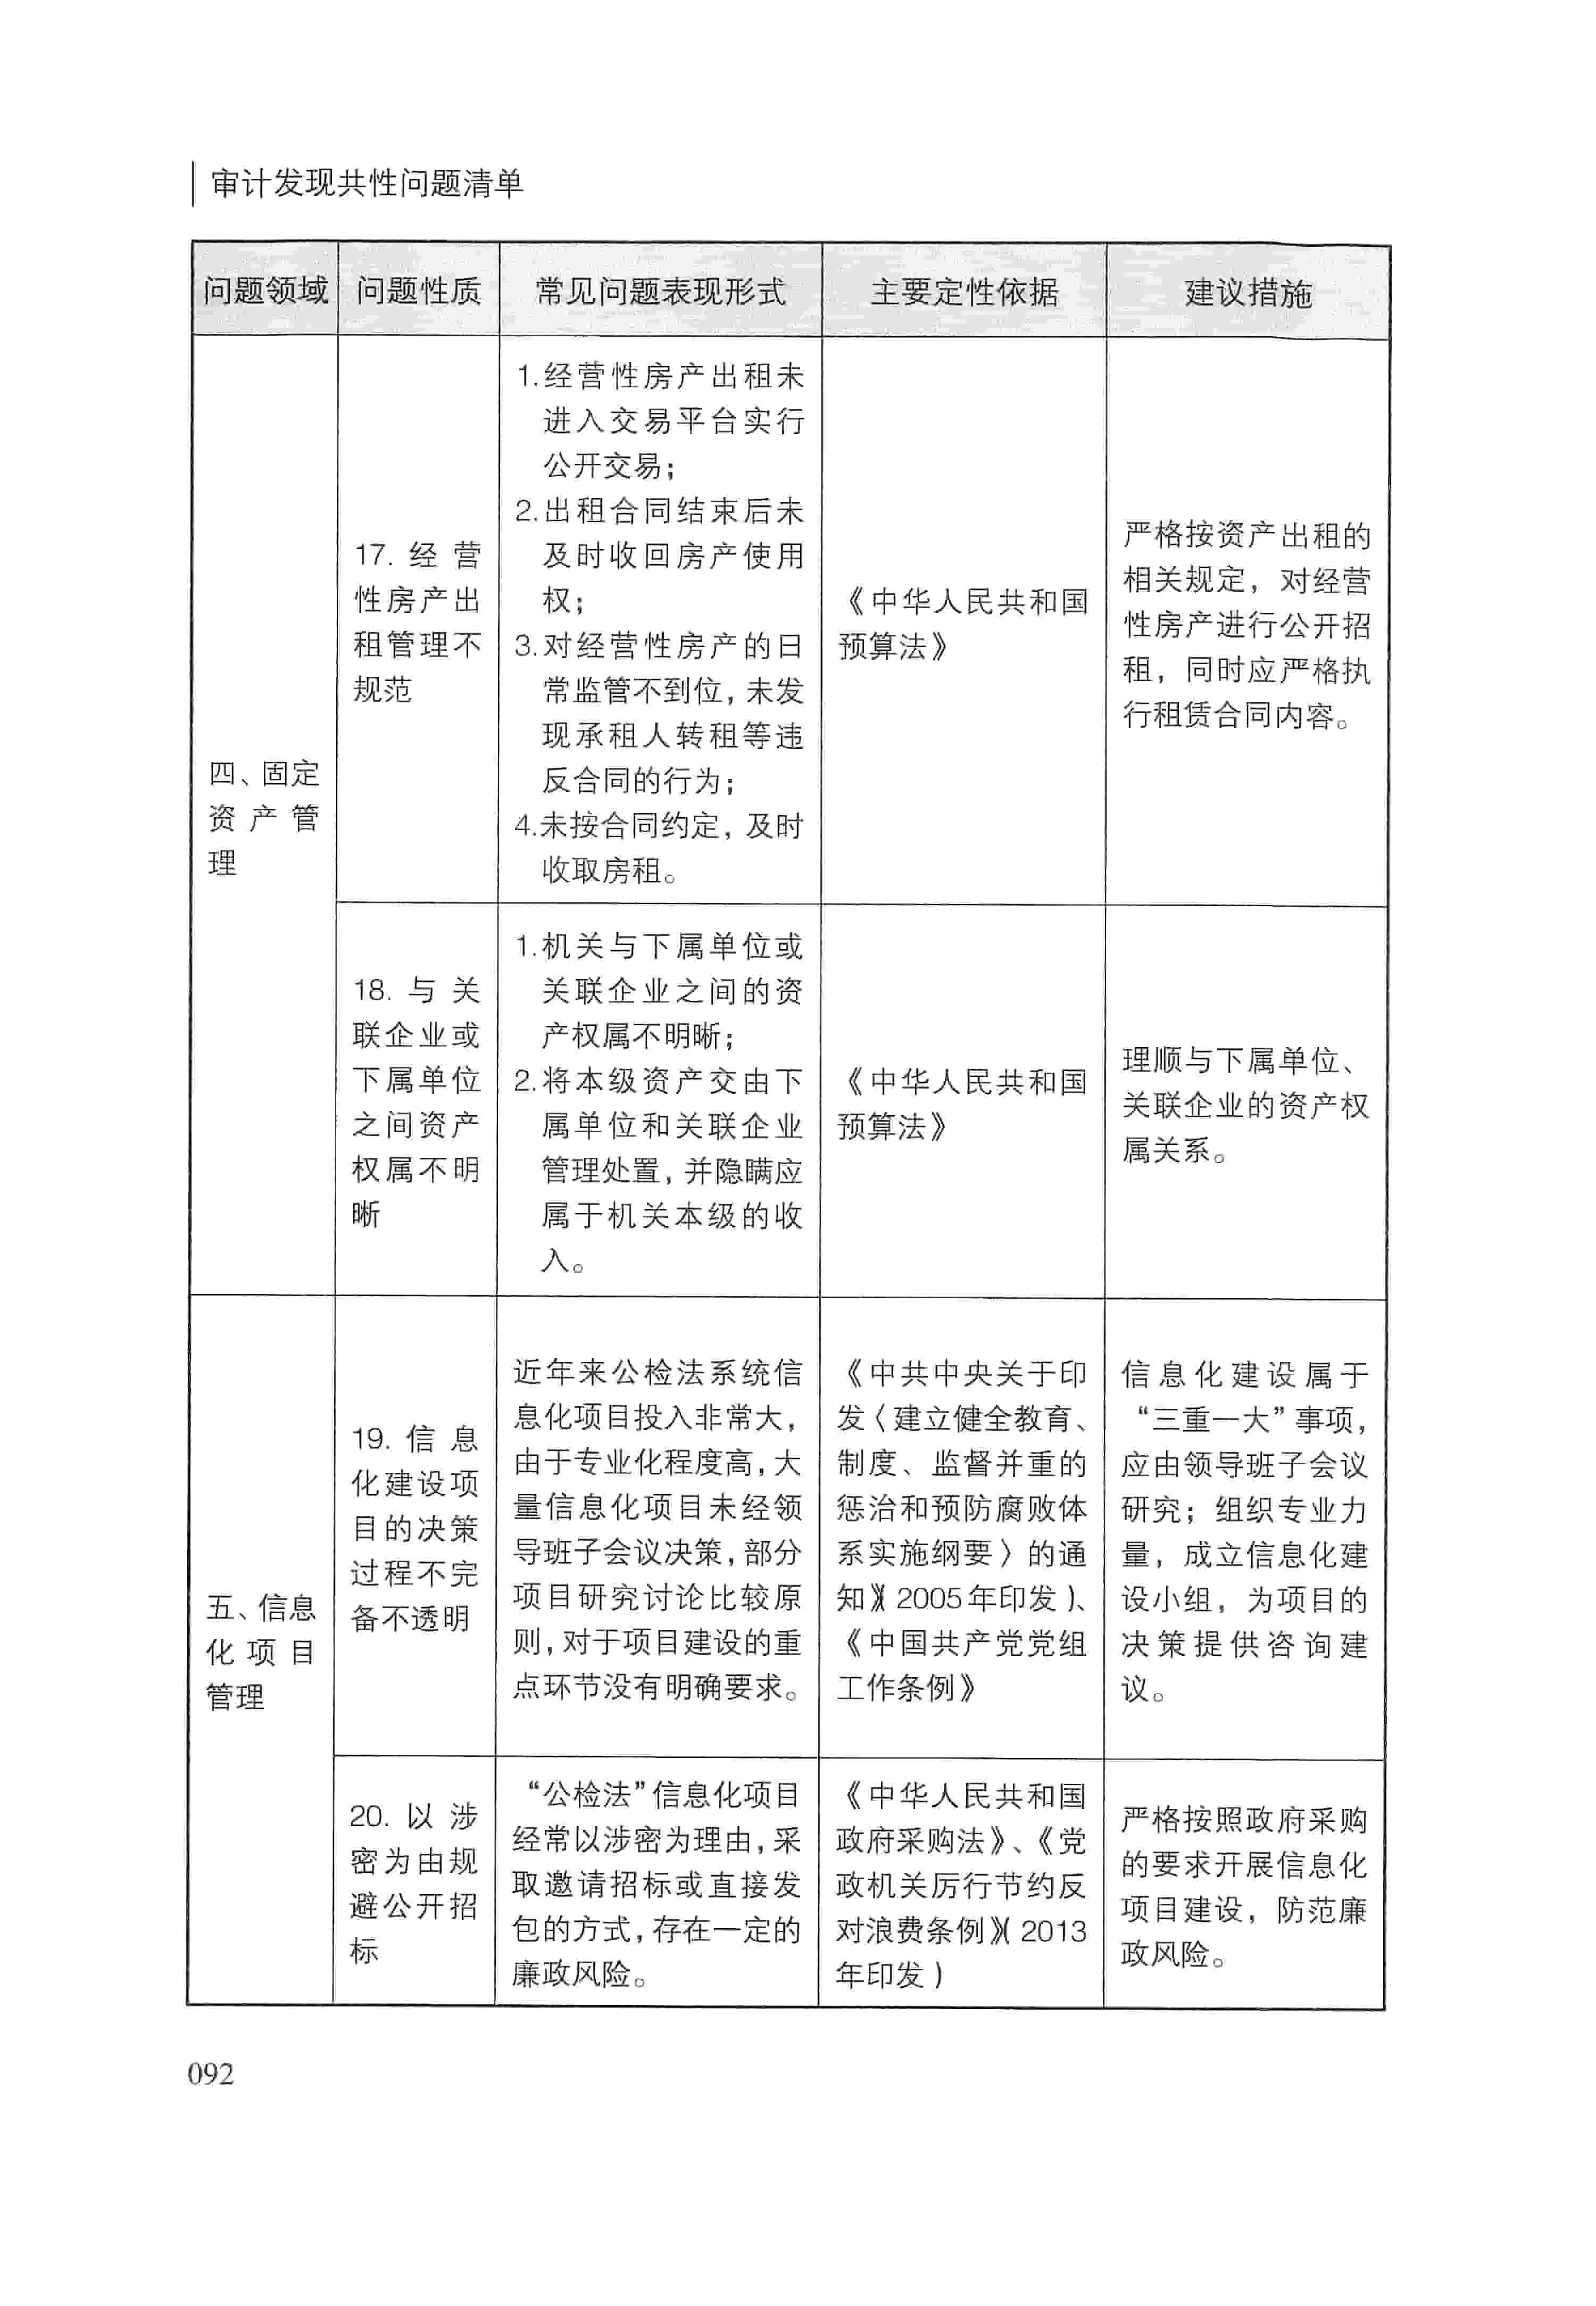 审计发现共性问题清单
问题领域
问题性质
常见问题表现形式
主要定性依据
建议措施
四、固定
资产管
理
17. 经营
性房产出
租管理不
规范
1.经营性房产出租未
进入交易平台实行
公开交易；
2.出租合同结束后未
及时收回房产使用
权；
3.对经营性房产的日
常监管不到位，未发
现承租人转租等违
反合同的行为；
4.未按合同约定，及时
收取房租。
《中华人民共和国
预算法》
严格按资产出租的
相关规定，对经营
性房产进行公开招
租，同时应严格执
行租赁合同内容。
18. 与关
联企业或
下属单位
之间资产
权属不明
晰
1.机关与下属单位或
关联企业之间的资
产权属不明晰；
2.将本级资产交由下
属单位和关联企业
管理处置，并隐瞒应
属于机关本级的收
入。
《中华人民共和国
预算法》
理顺与下属单位、
关联企业的资产权
属关系。
五、信息
化项目
管理
19. 信息
化建设项
目的决策
过程不完
备不透明
近年来公检法系统信
息化项目投入非常大，
由于专业化程度高，大
量信息化项目未经领
导班子会议决策，部分
项目研究讨论比较原
则，对于项目建设的重
点环节没有明确要求。
《中共中央关于印
发〈建立健全教育、
制度、监督并重的
惩治和预防腐败体
系实施纲要〉的通
知》（2005年印发）、
《中国共产党党组
工作条例》
信息化建设属于
“三重一大”事项，
应由领导班子会议
研究；组织专业力
量，成立信息化建
设小组，为项目的
决策提供咨询建
议。
20. 以涉
密为由规
避公开招
标
“公检法”信息化项目
经常以涉密为理由，采
取邀请招标或直接发
包的方式，存在一定的
廉政风险。
《中华人民共和国
政府采购法》、《党
政机关厉行节约反
对浪费条例》（2013
年印发）
严格按照政府采购
的要求开展信息化
项目建设，防范廉
政风险。
092